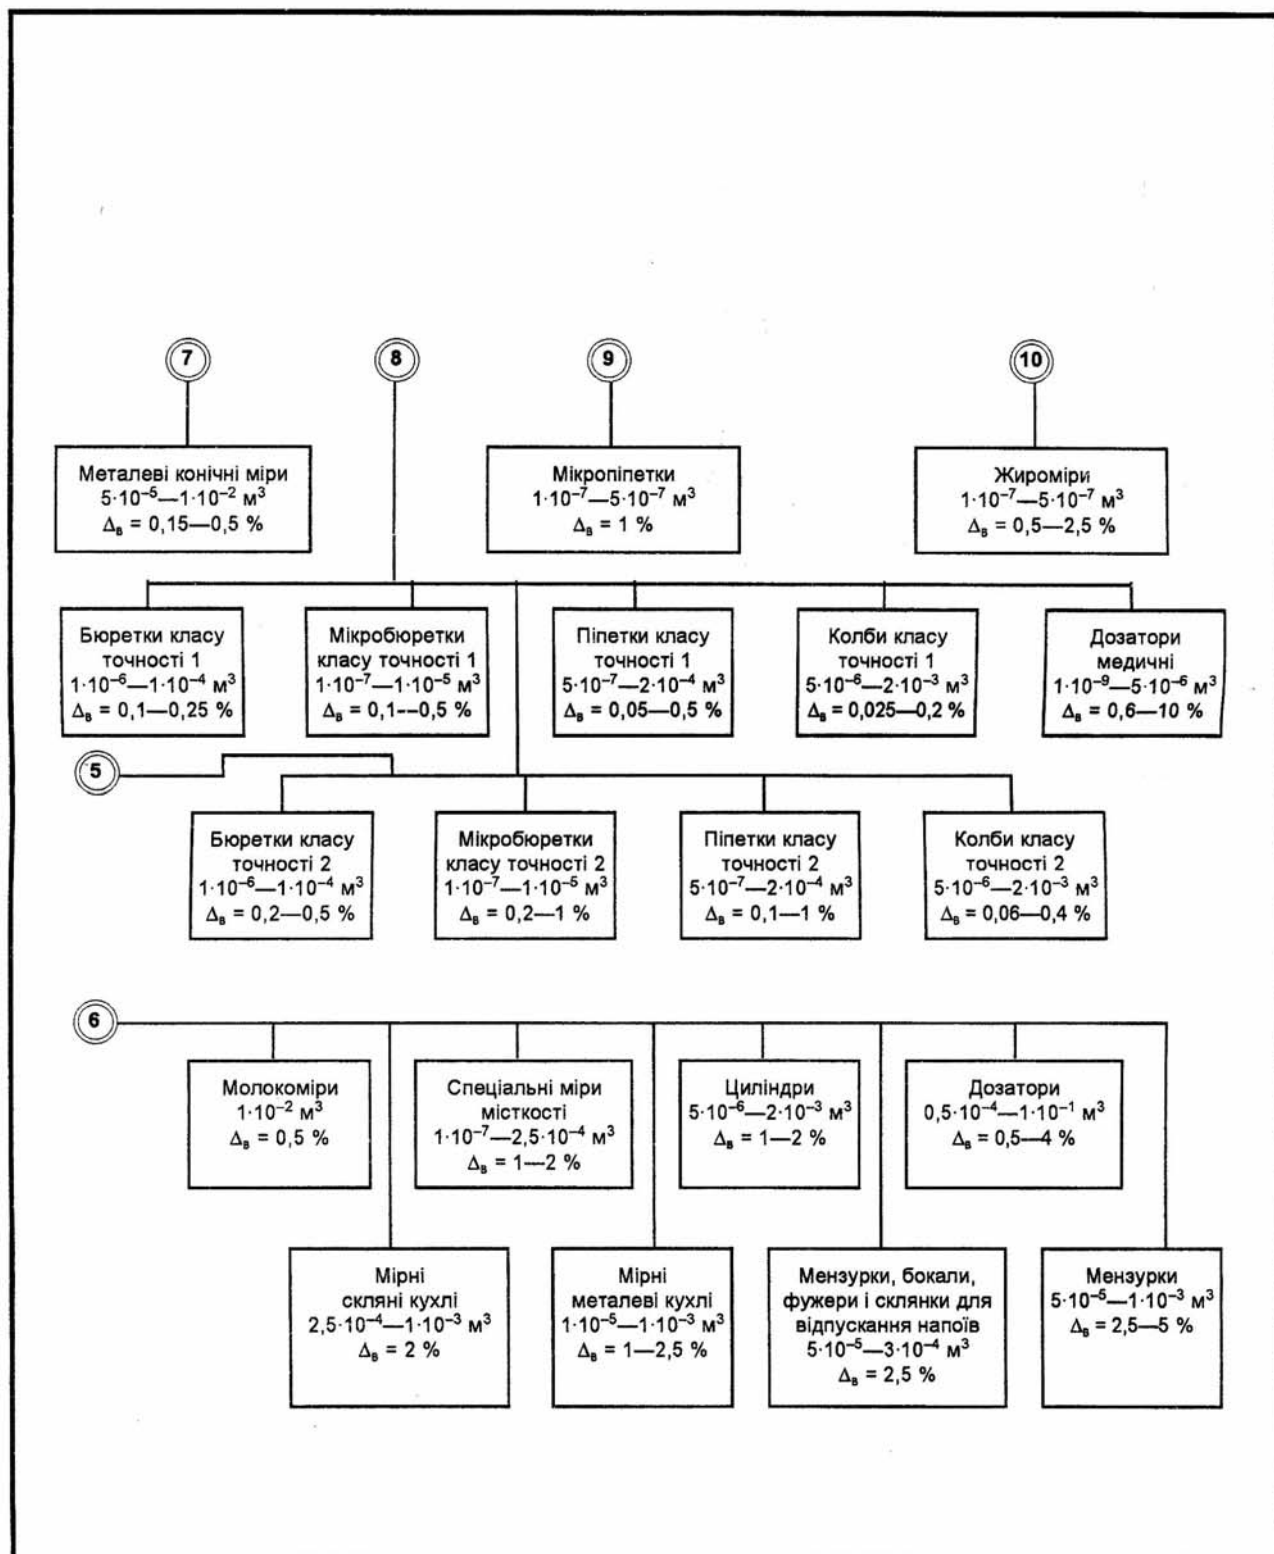 7
8
9
10
Металеві конічні міри
5·10⁻⁵—1·10⁻² м³
Δв = 0,15—0,5 %
Мікропіпетки
1·10⁻⁷—5·10⁻⁷ м³
Δв = 1 %
Жироміри
1·10⁻⁷—5·10⁻⁷ м³
Δв = 0,5—2,5 %
Бюретки класу
точності 1
1·10⁻⁶—1·10⁻⁴ м³
Δв = 0,1—0,25 %
Мікробюретки
класу точності 1
1·10⁻⁷—1·10⁻⁵ м³
Δв = 0,1--0,5 %
Піпетки класу
точності 1
5·10⁻⁷—2·10⁻⁴ м³
Δв = 0,05—0,5 %
Колби класу
точності 1
5·10⁻⁶—2·10⁻³ м³
Δв = 0,025—0,2 %
Дозатори
медичні
1·10⁻⁹—5·10⁻⁶ м³
Δв = 0,6—10 %
5
Бюретки класу
точності 2
1·10⁻⁶—1·10⁻⁴ м³
Δв = 0,2—0,5 %
Мікробюретки
класу точності 2
1·10⁻⁷—1·10⁻⁵ м³
Δв = 0,2—1 %
Піпетки класу
точності 2
5·10⁻⁷—2·10⁻⁴ м³
Δв = 0,1—1 %
Колби класу
точності 2
5·10⁻⁶—2·10⁻³ м³
Δв = 0,06—0,4 %
6
Молокоміри
1·10⁻² м³
Δв = 0,5 %
Спеціальні міри
місткості
1·10⁻⁷—2,5·10⁻⁴ м³
Δв = 1—2 %
Циліндри
5·10⁻⁶—2·10⁻³ м³
Δв = 1—2 %
Дозатори
0,5·10⁻⁴—1·10⁻¹ м³
Δв = 0,5—4 %
Мірні
скляні кухлі
2,5·10⁻⁴—1·10⁻³ м³
Δв = 2 %
Мірні
металеві кухлі
1·10⁻⁵—1·10⁻³ м³
Δв = 1—2,5 %
Мензурки, бокали,
фужери і склянки для
відпускання напоїв
5·10⁻⁵—3·10⁻⁴ м³
Δв = 2,5 %
Мензурки
5·10⁻⁵—1·10⁻³ м³
Δв = 2,5—5 %